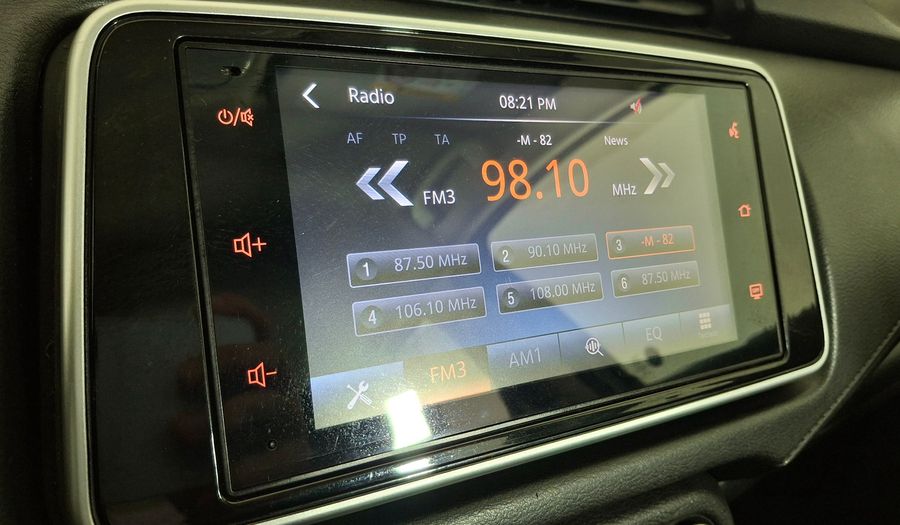 Radio 08:21 PM
AF TP TA -M - 82 News
FM3 98.10 MHz
1 87.50 MHz 2 90.10 MHz 3 -M - 82
4 106.10 MHz 5 108.00 MHz 6 87.50 MHz
FM3 AM1 EQ